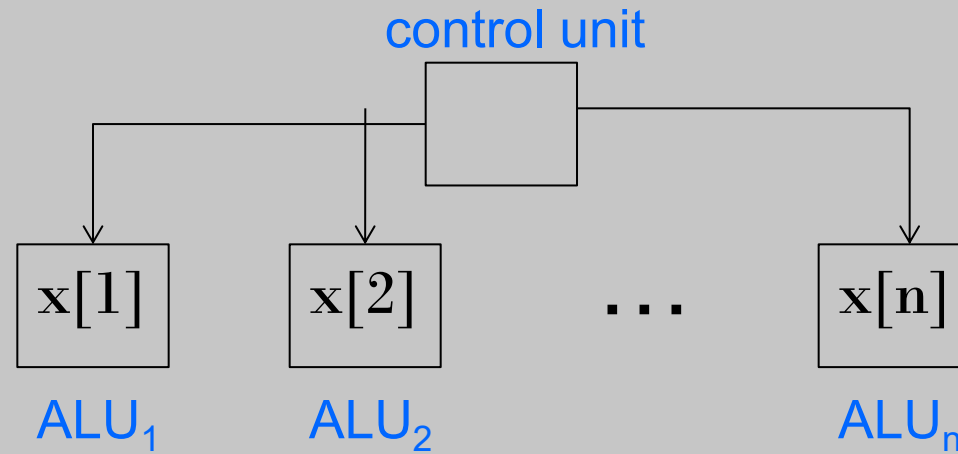 control unit
x[1] x[2] ... x[n]
ALU₁ ALU₂ ALUₙ